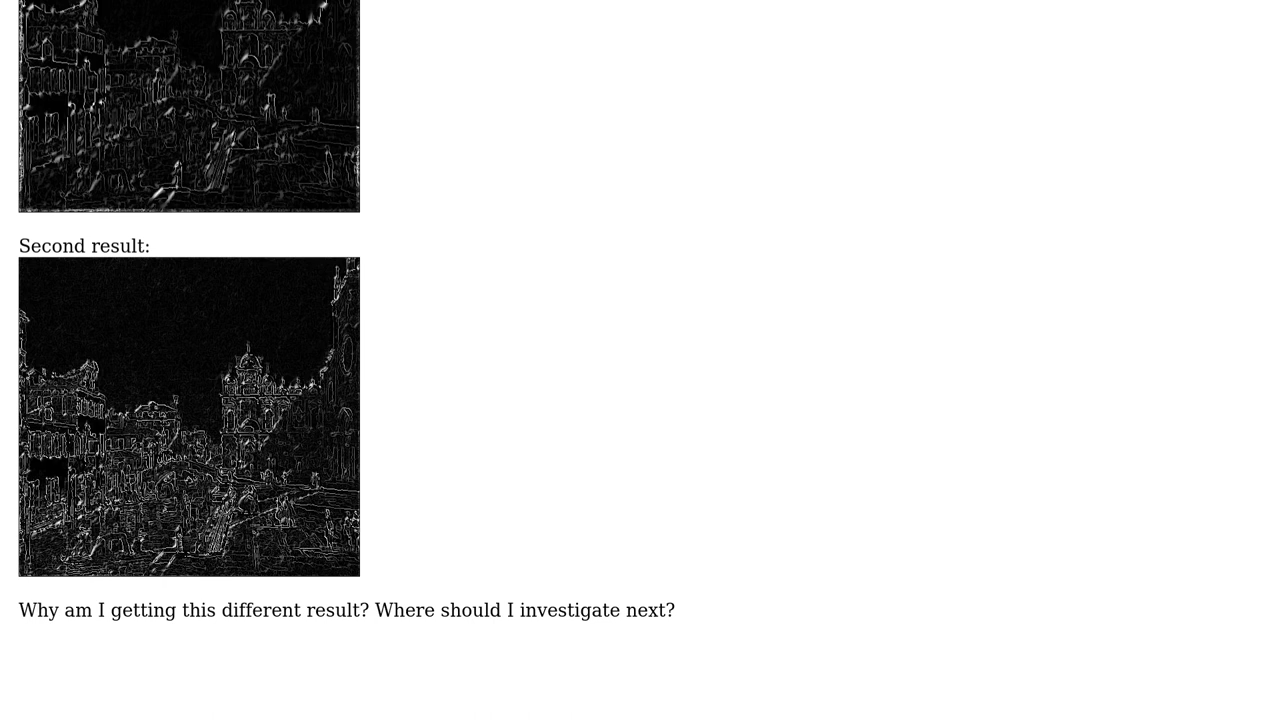 Second result:
Why am I getting this different result? Where should I investigate next?